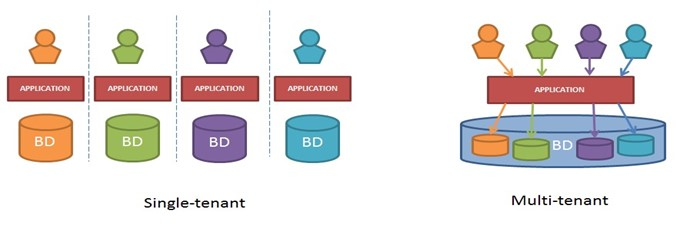 APPLICATION
APPLICATION
APPLICATION
APPLICATION
BD
BD
BD
BD
Single-tenant
APPLICATION
BD
Multi-tenant